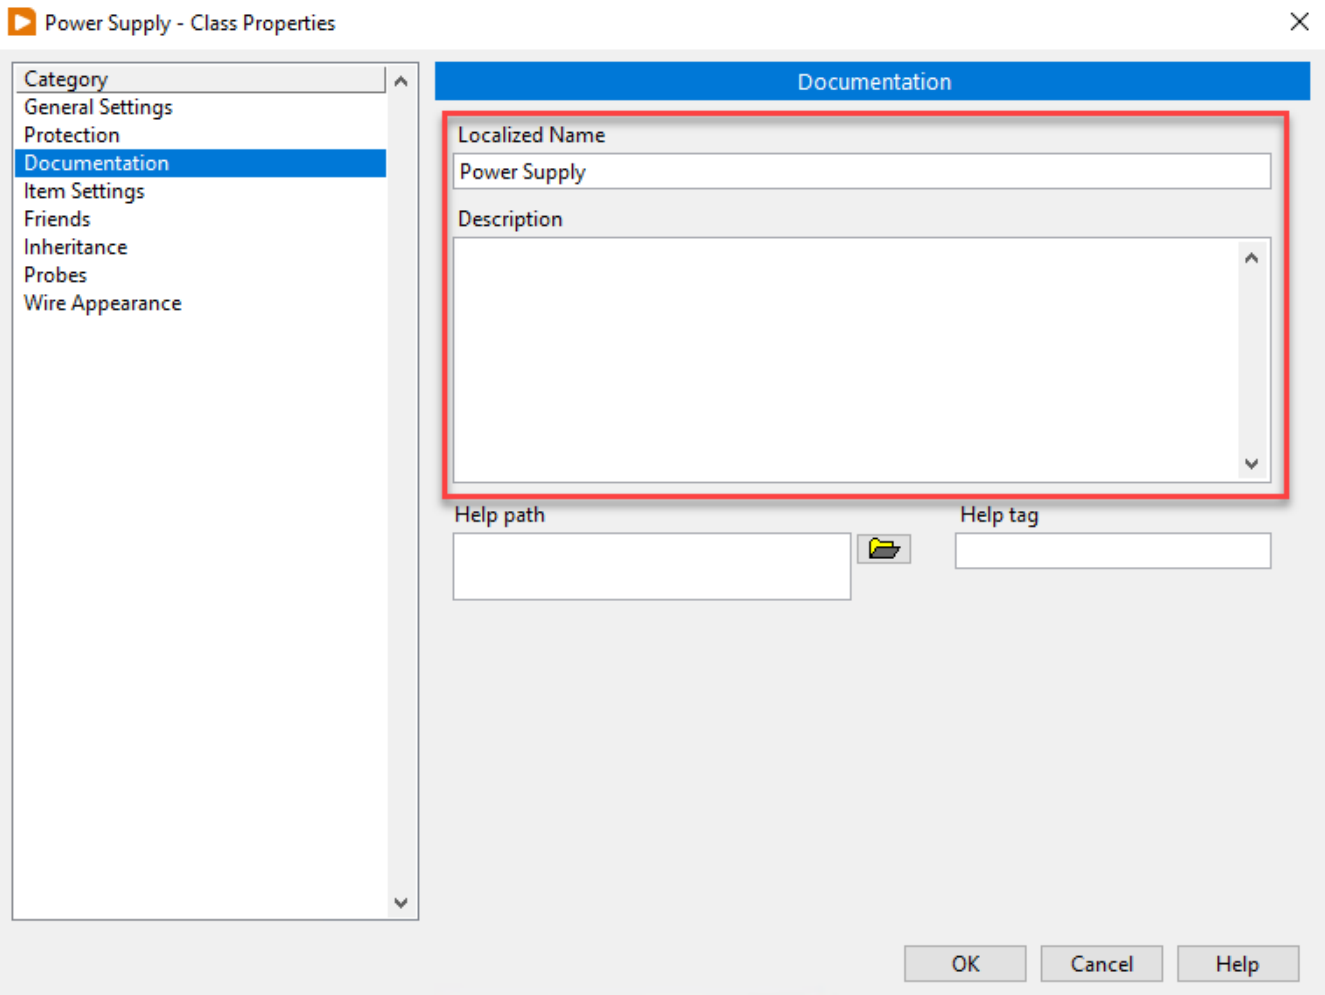 Power Supply - Class Properties
Category
General Settings
Protection
Documentation
Item Settings
Friends
Inheritance
Probes
Wire Appearance
Documentation
Localized Name
Power Supply
Description
Help path
Help tag
OK
Cancel
Help